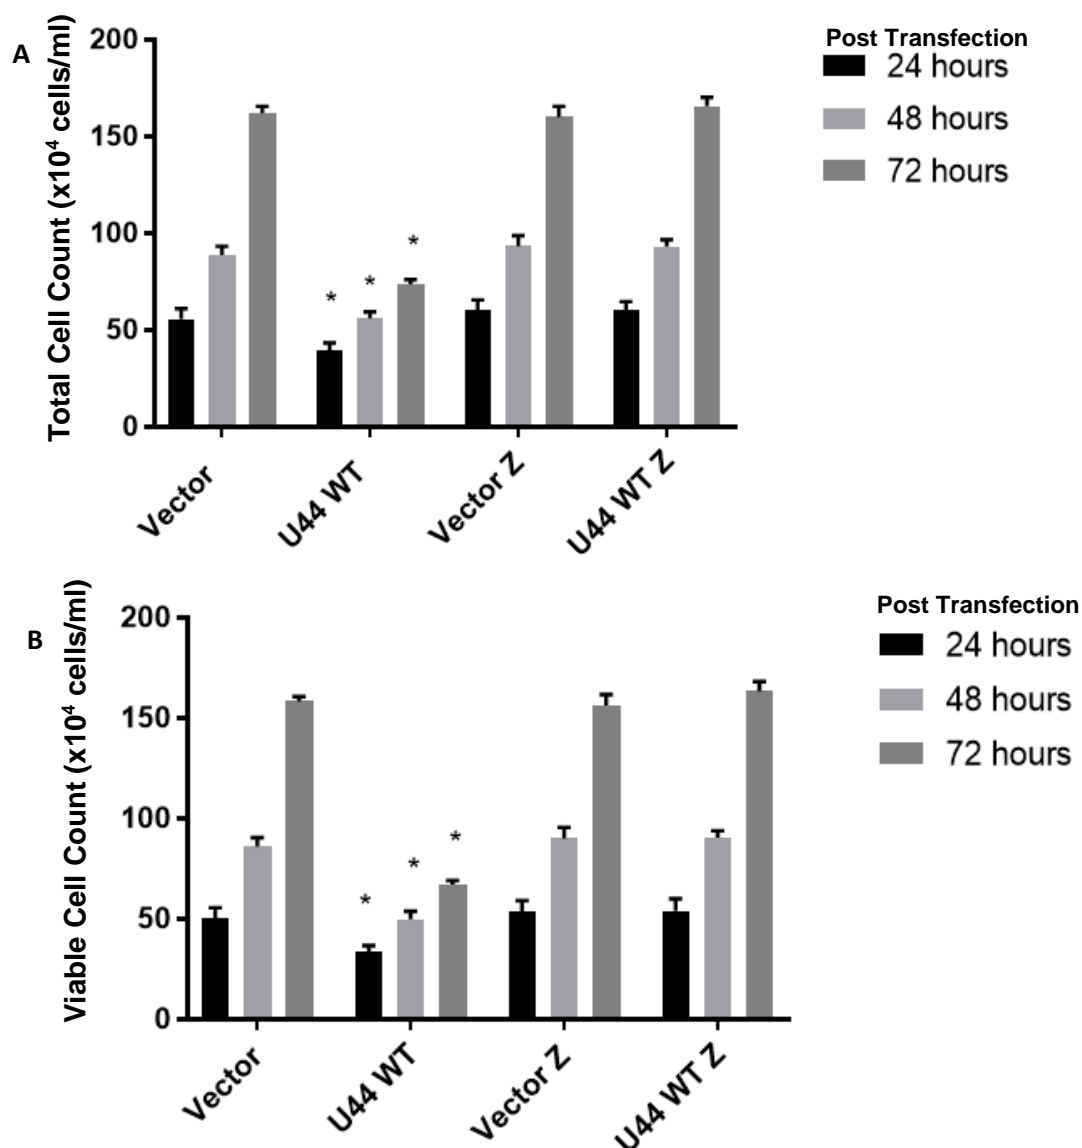 A
Total Cell Count (x10⁴ cells/ml)
200
150
100
50
0
*
*
*
Vector
U44 WT
Vector Z
U44 WT Z
Post Transfection
24 hours
48 hours
72 hours
B
Viable Cell Count (x10⁴ cells/ml)
200
150
100
50
0
*
*
*
Vector
U44 WT
Vector Z
U44 WT Z
Post Transfection
24 hours
48 hours
72 hours